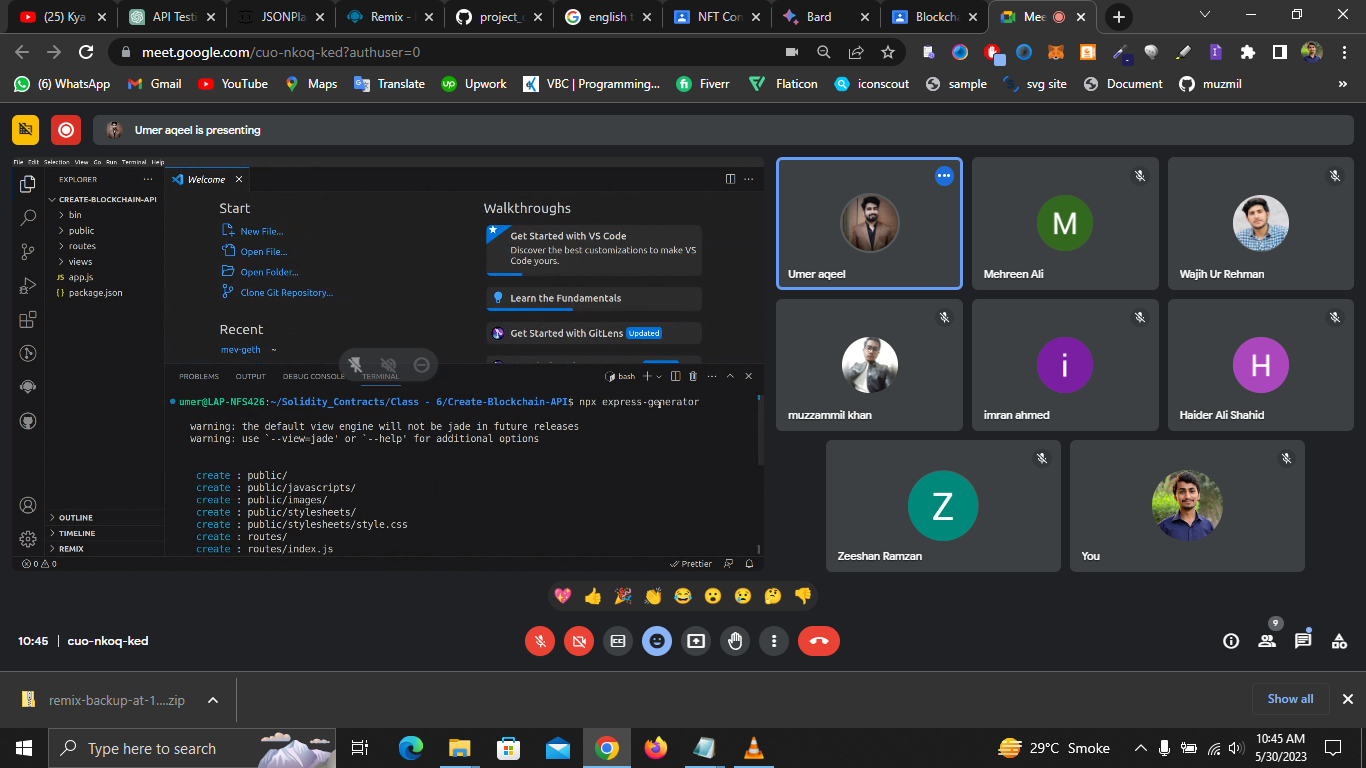 (25) Kya
API Testi
JSONPla
Remix -
project_c
english t
NFT Con
Bard
Blockcha
Mee
meet.google.com/cuo-nkoq-ked?authuser=0
(6) WhatsApp
Gmail
YouTube
Maps
Translate
Upwork
VBC | Programming...
Fiverr
Flaticon
iconscout
sample
svg site
Document
muzmil
»
Umer aqeel is presenting
File Edit Selection View Go Run Terminal Help
EXPLORER
Welcome
CREATE-BLOCKCHAIN-API
bin
public
routes
views
JS app.js
{} package.json
Start
New File...
Open File...
Open Folder...
Clone Git Repository...
Recent
mev-geth ~
Walkthroughs
Get Started with VS Code
Discover the best customizations to make VS
Code yours.
Learn the Fundamentals
Get Started with GitLens Updated
PROBLEMS OUTPUT DEBUG CONSOLE TERMINAL
bash
umer@LAP-NFS426:~/Solidity_Contracts/Class - 6/Create-Blockchain-API$ npx express-generator
warning: the default view engine will not be jade in future releases
warning: use `--view=jade' or `--help' for additional options
create : public/
create : public/javascripts/
create : public/images/
create : public/stylesheets/
create : public/stylesheets/style.css
create : routes/
create : routes/index.js
OUTLINE
TIMELINE
REMIX
0 0
Prettier
Umer aqeel
M
Mehreen Ali
Wajih Ur Rehman
muzzammil khan
i
imran ahmed
H
Haider Ali Shahid
Z
Zeeshan Ramzan
You
10:45 | cuo-nkoq-ked
9
remix-backup-at-1....zip
Show all
Type here to search
29°C Smoke
10:45 AM
5/30/2023